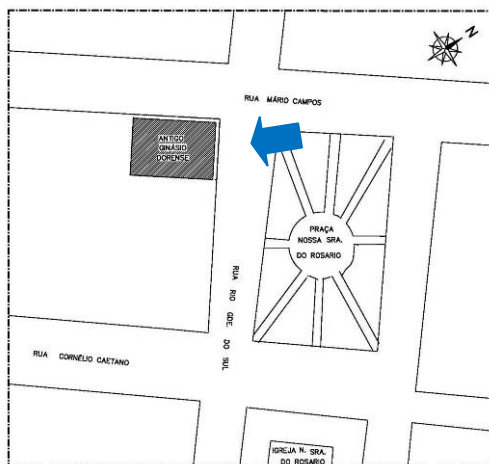 N
RUA MÁRIO CAMPOS
ANTIGO
GINÁSIO
DORENSE
PRAÇA
NOSSA SRA.
DO ROSARIO
RUA RIO GDE. DO SUL
RUA CORNÉLIO CAETANO
IGREJA N. SRA.
DO ROSARIO